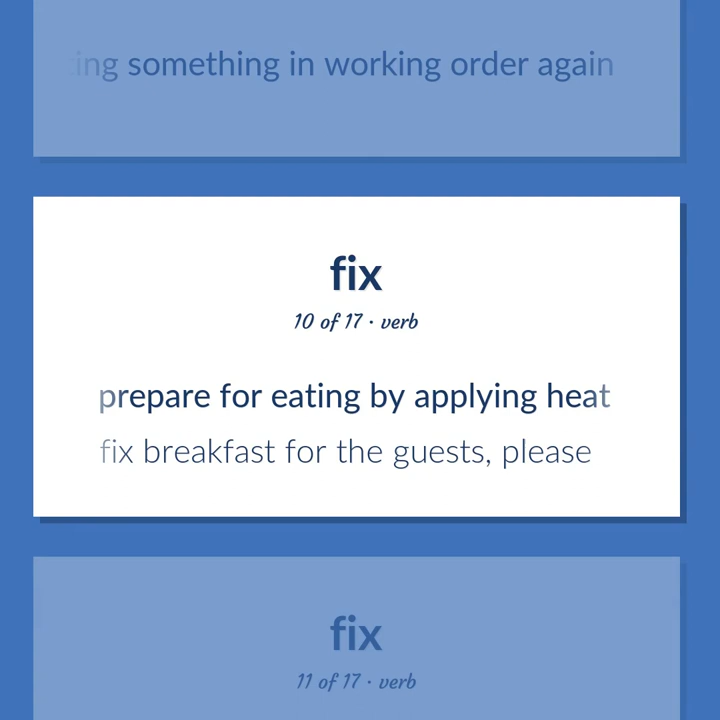 something in working order again
fix
10 of 17 · verb
prepare for eating by applying heat
fix breakfast for the guests, please
fix
11 of 17 · verb